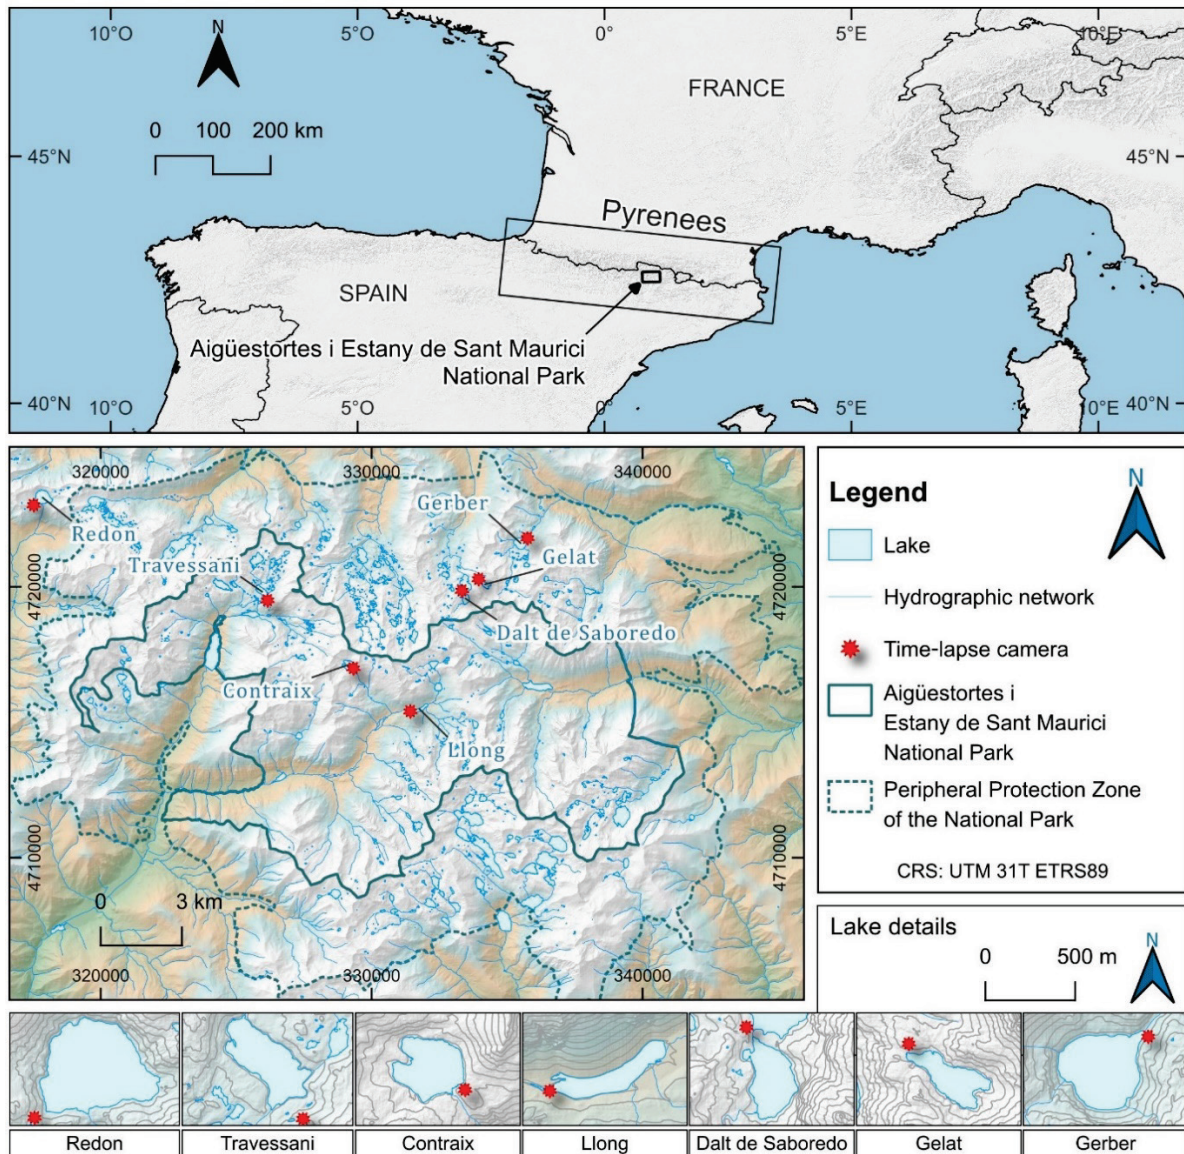 10°O 5°O 0° 5°E 10°E
N
FRANCE
0 100 200 km
45°N 45°N
Pyrenees
SPAIN
Aigüestortes i Estany de Sant Maurici
National Park
40°N 10°O 5°O 0° 5°E 10°E 40°N
320000 330000 340000
Gerber
Redon
Travessani
Gelat
4720000 4720000
Dalt de Saboredo
Contraix
Llong
4710000 4710000
0 3 km
320000 330000 340000
Legend
N
Lake
Hydrographic network
Time-lapse camera
Aigüestortes i
Estany de Sant Maurici
National Park
Peripheral Protection Zone
of the National Park
CRS: UTM 31T ETRS89
Lake details
N
0 500 m
Redon Travessani Contraix Llong Dalt de Saboredo Gelat Gerber